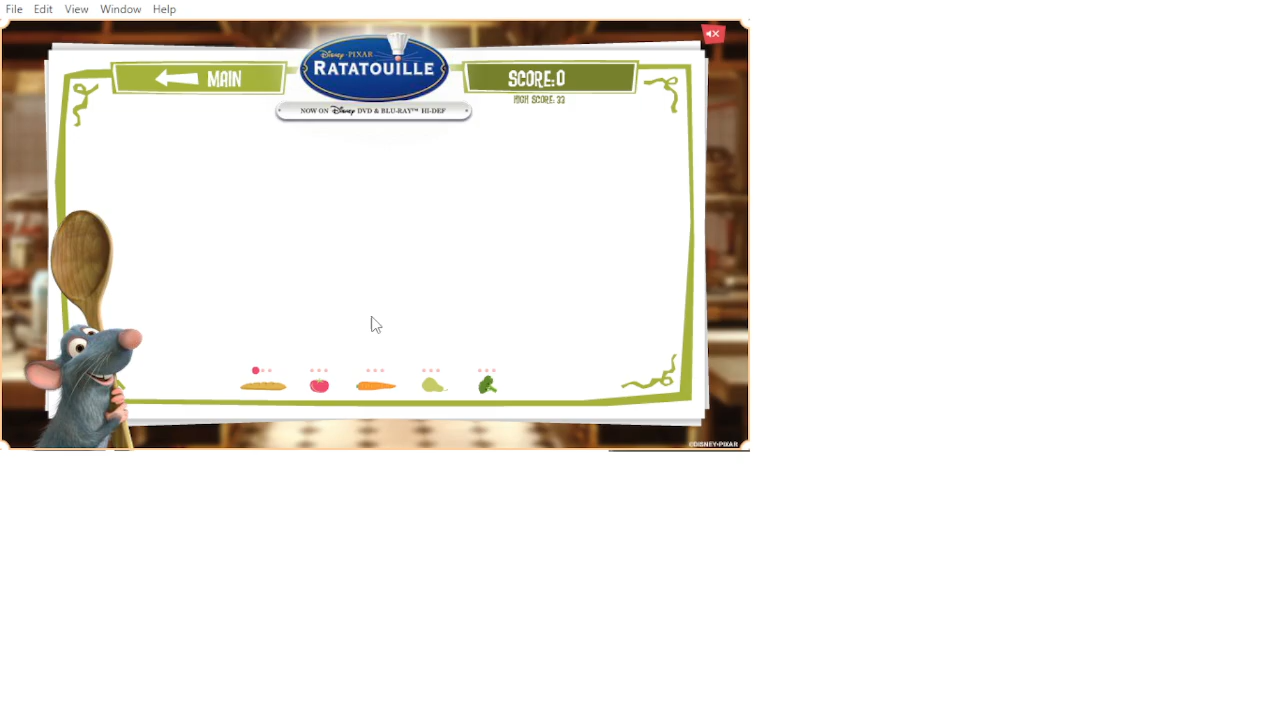 File Edit View Window Help
Disney • PIXAR
RATATOUILLE
MAIN
SCORE:0
HIGH SCORE: 33
NOW ON Disney DVD & BLU-RAY™ HI-DEF
©DISNEY•PIXAR